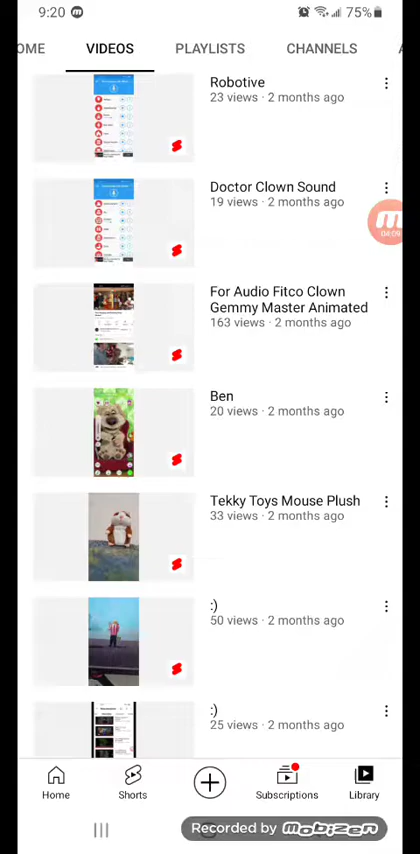 9:20
75%
OME VIDEOS PLAYLISTS CHANNELS A
Robotive
23 views · 2 months ago
Doctor Clown Sound
19 views · 2 months ago
04:09
For Audio Fitco Clown
Gemmy Master Animated
163 views · 2 months ago
Ben
20 views · 2 months ago
Tekky Toys Mouse Plush
33 views · 2 months ago
:)
50 views · 2 months ago
:)
25 views · 2 months ago
Home Shorts Subscriptions Library
Recorded by mobizen